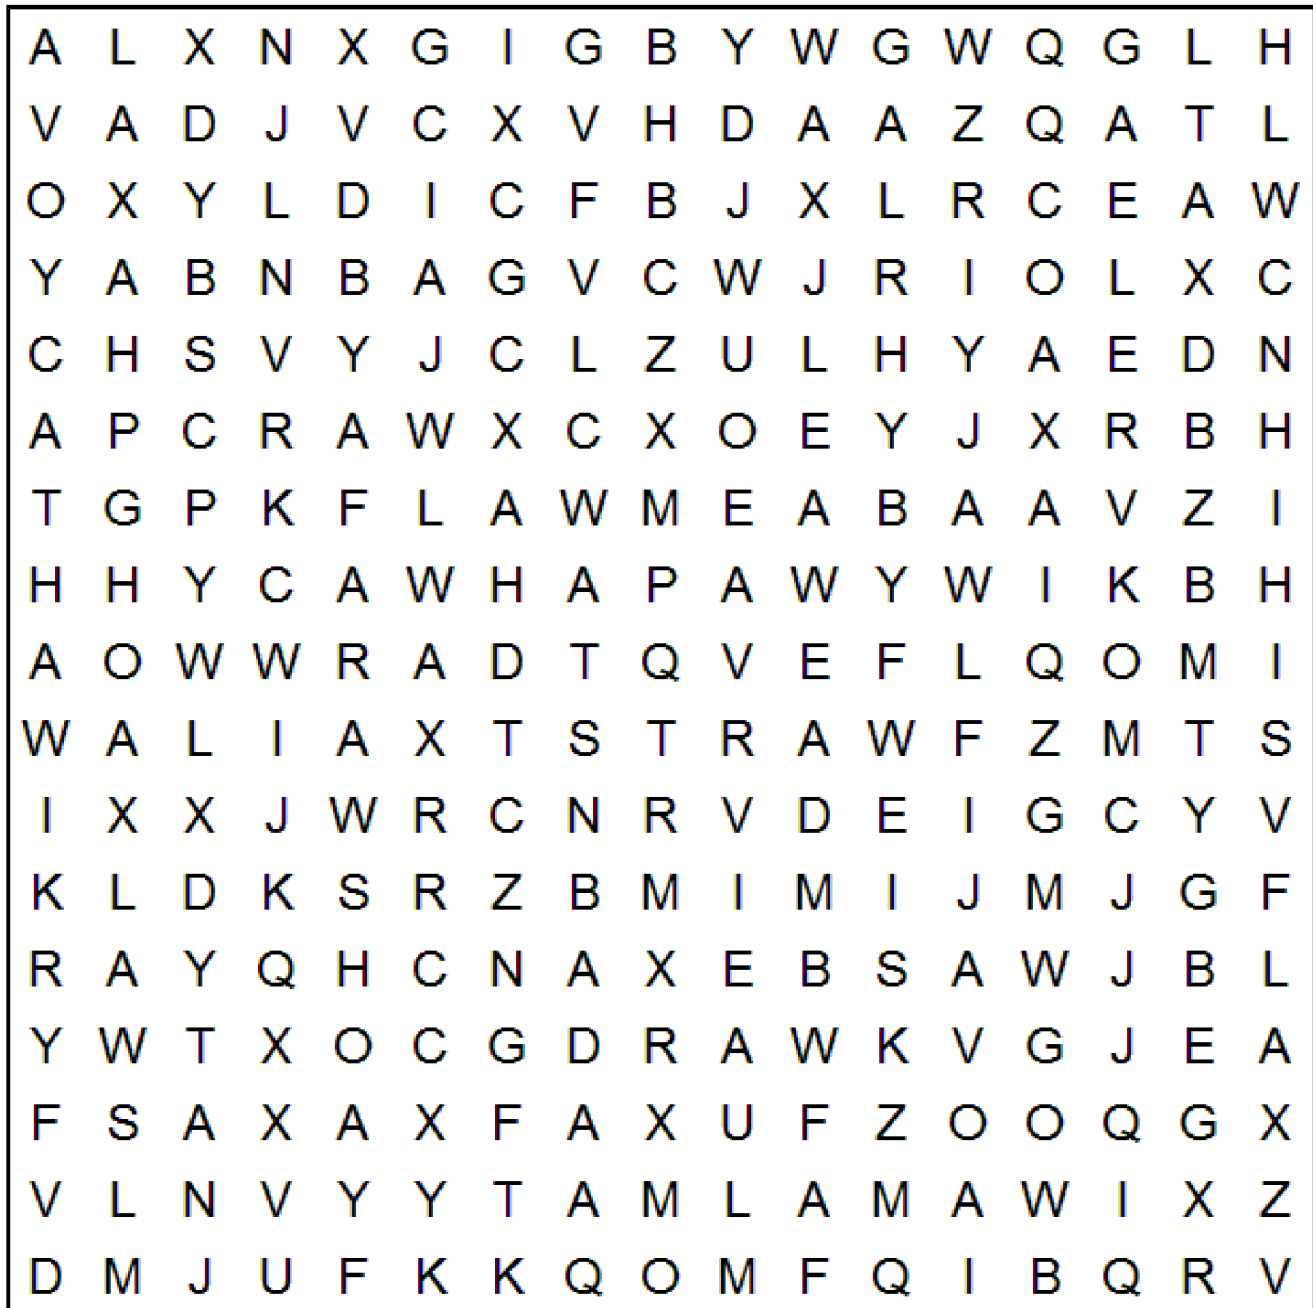 A L X N X G I G B Y W G W Q G L H
V A D J V C X V H D A A Z Q A T L
O X Y L D I C F B J X L R C E A W
Y A B N B A G V C W J R I O L X C
C H S V Y J C L Z U L H Y A E D N
A P C R A W X C X O E Y J X R B H
T G P K F L A W M E A B A A V Z I
H H Y C A W H A P A W Y W I K B H
A O W W R A D T Q V E F L Q O M I
W A L I A X T S T R A W F Z M T S
I X X J W R C N R V D E I G C Y V
K L D K S R Z B M I M I J M J G F
R A Y Q H C N A X E B S A W J B L
Y W T X O C G D R A W K V G J E A
F S A X A X F A X U F Z O O Q G X
V L N V Y Y T A M L A M A W I X Z
D M J U F K K Q O M F Q I B Q R V